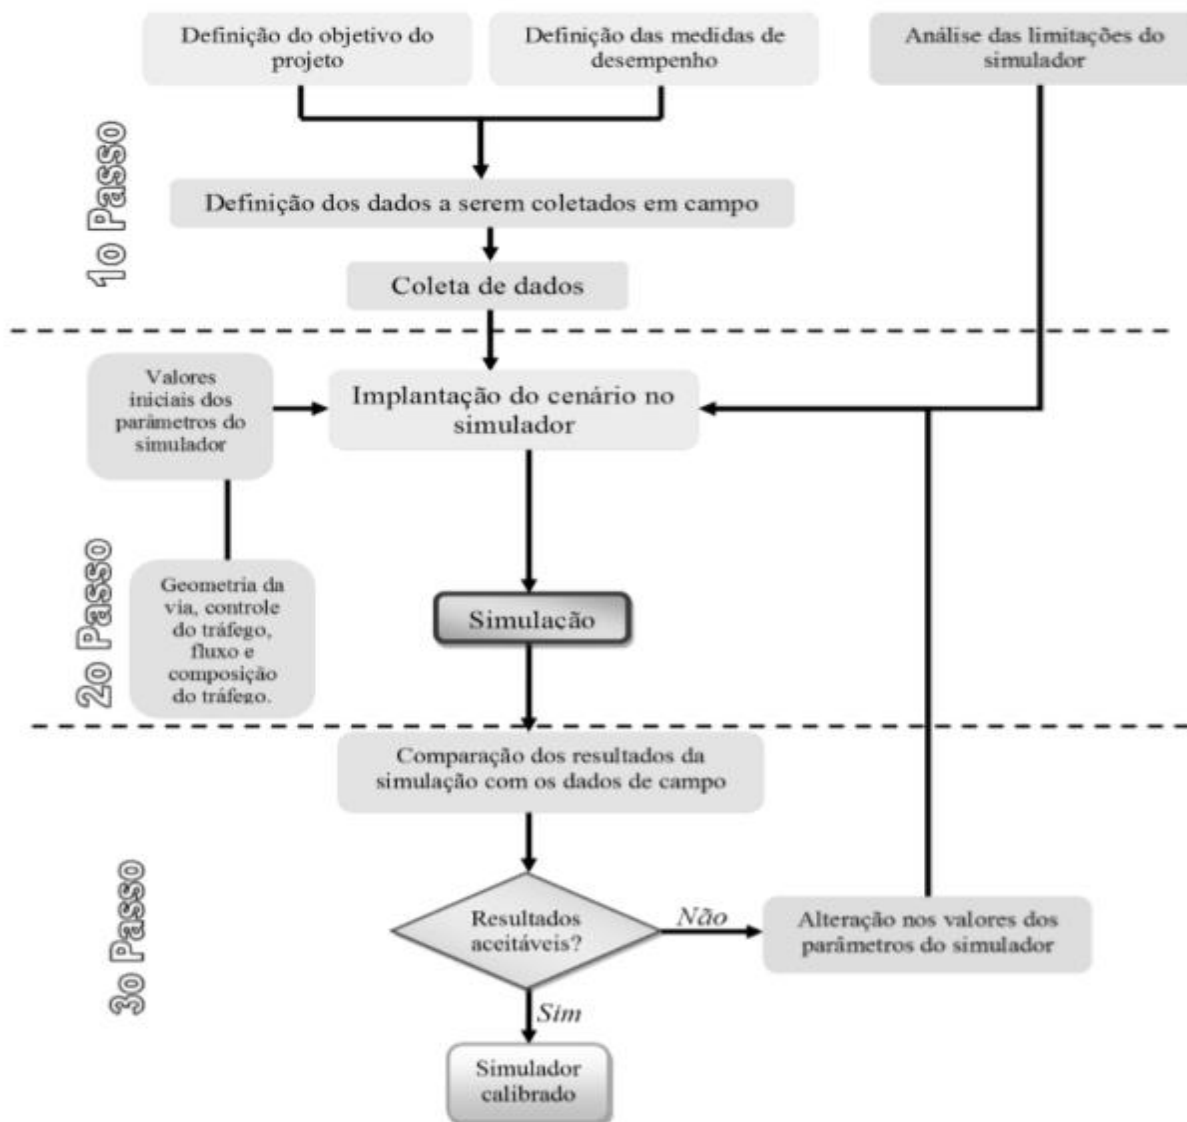 Definição do objetivo do
projeto
Definição das medidas de
desempenho
Análise das limitações do
simulador
1o Passo
Definição dos dados a serem coletados em campo
Coleta de dados
Valores
iniciais dos
parâmetros do
simulador
Implantação do cenário no
simulador
2o Passo
Geometria da
via, controle
do tráfego,
fluxo e
composição
do tráfego.
Simulação
Comparação dos resultados da
simulação com os dados de campo
3o Passo
Resultados
aceitáveis?
Não
Alteração nos valores dos
parâmetros do simulador
Sim
Simulador
calibrado